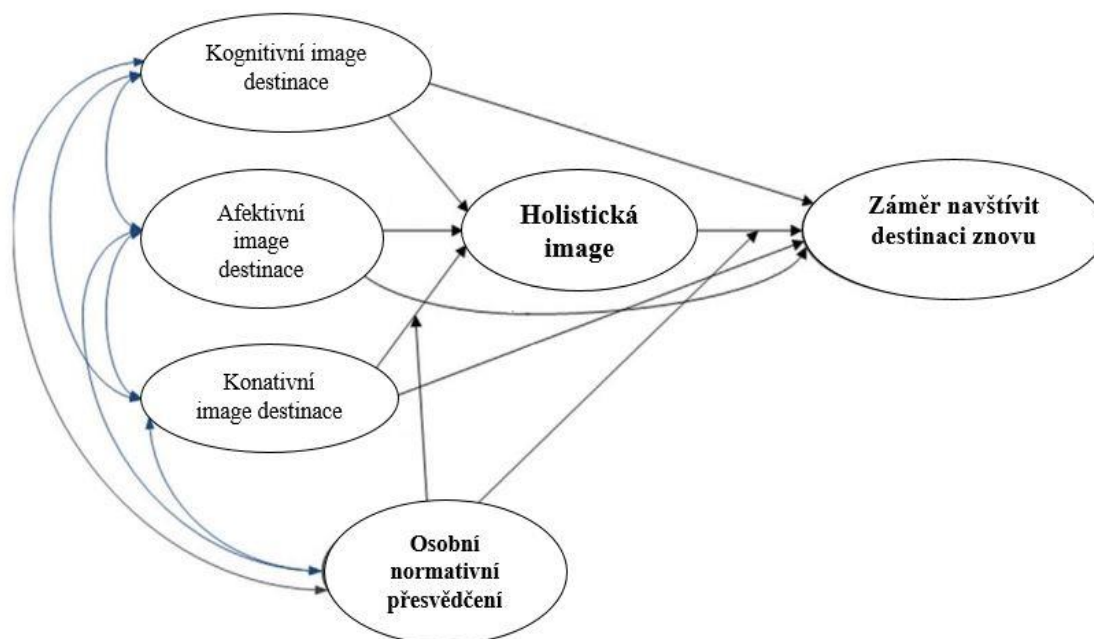 Kognitivní image
destinace
Afektivní
image
destinace
Holistická
image
Záměr navštívit
destinaci znovu
Konativní
image destinace
Osobní
normativní
přesvědčení